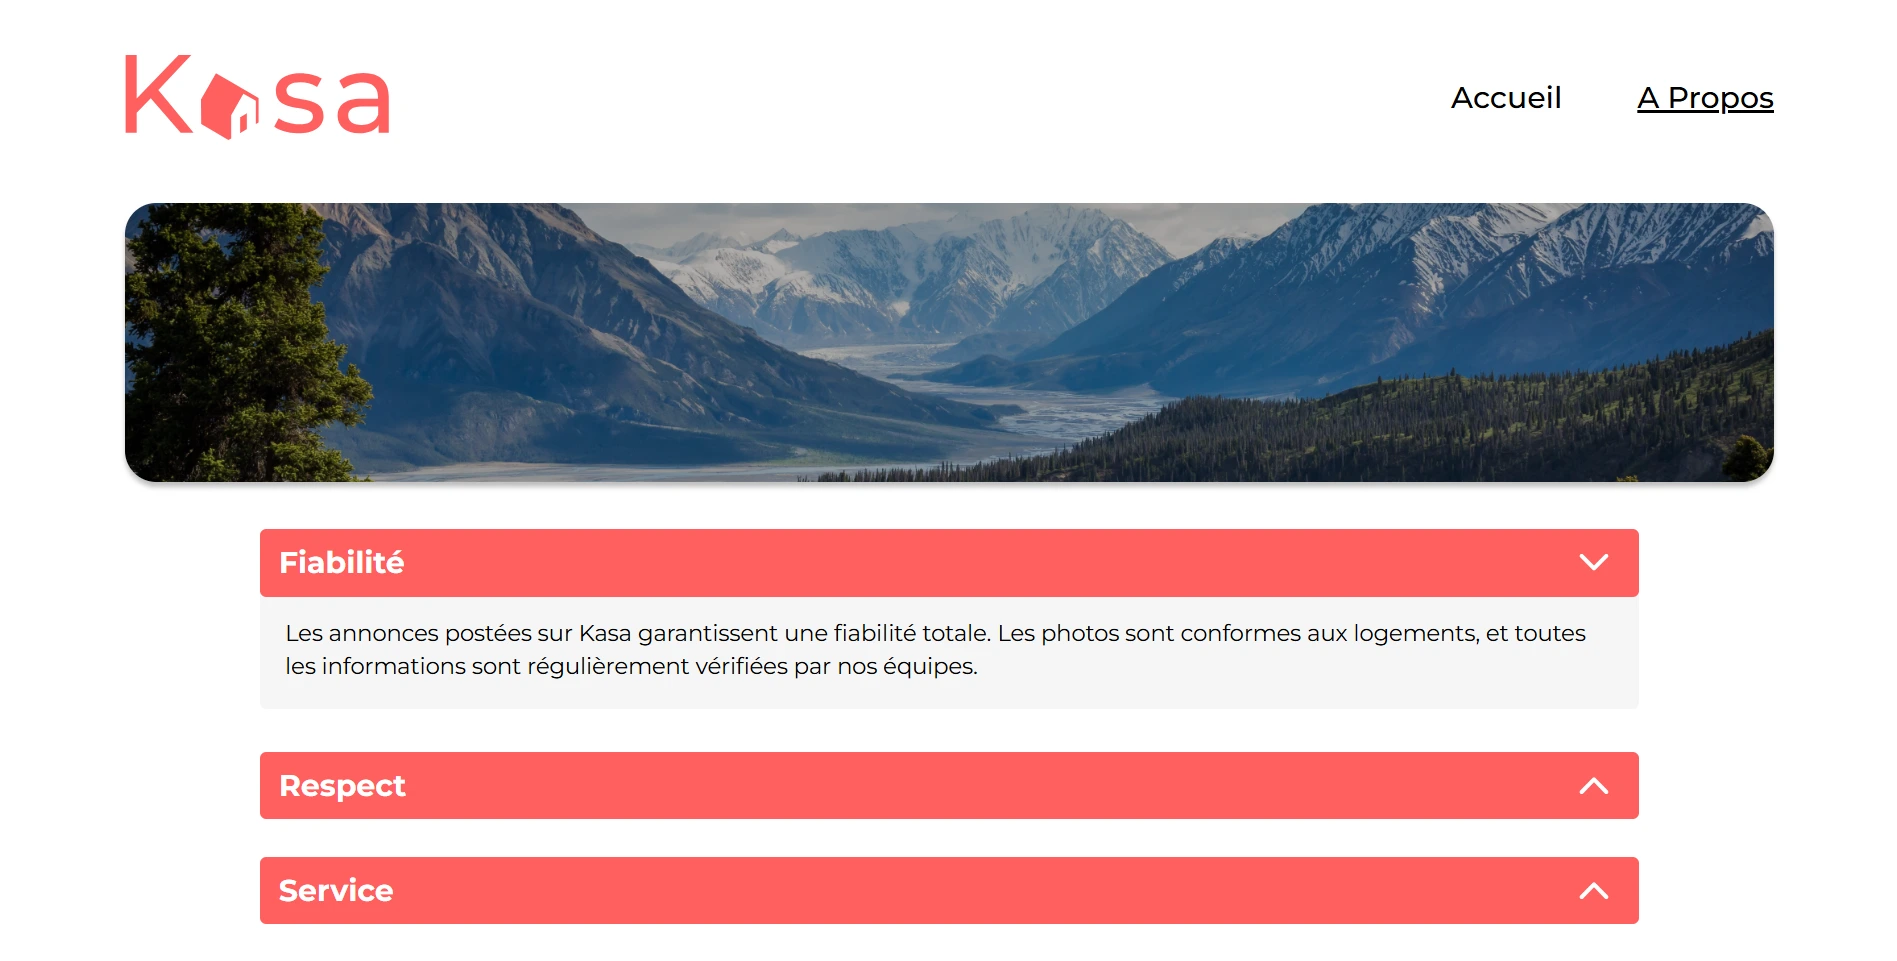 Kasa
Accueil A Propos
Fiabilité
Les annonces postées sur Kasa garantissent une fiabilité totale. Les photos sont conformes aux logements, et toutes
les informations sont régulièrement vérifiées par nos équipes.
Respect
Service